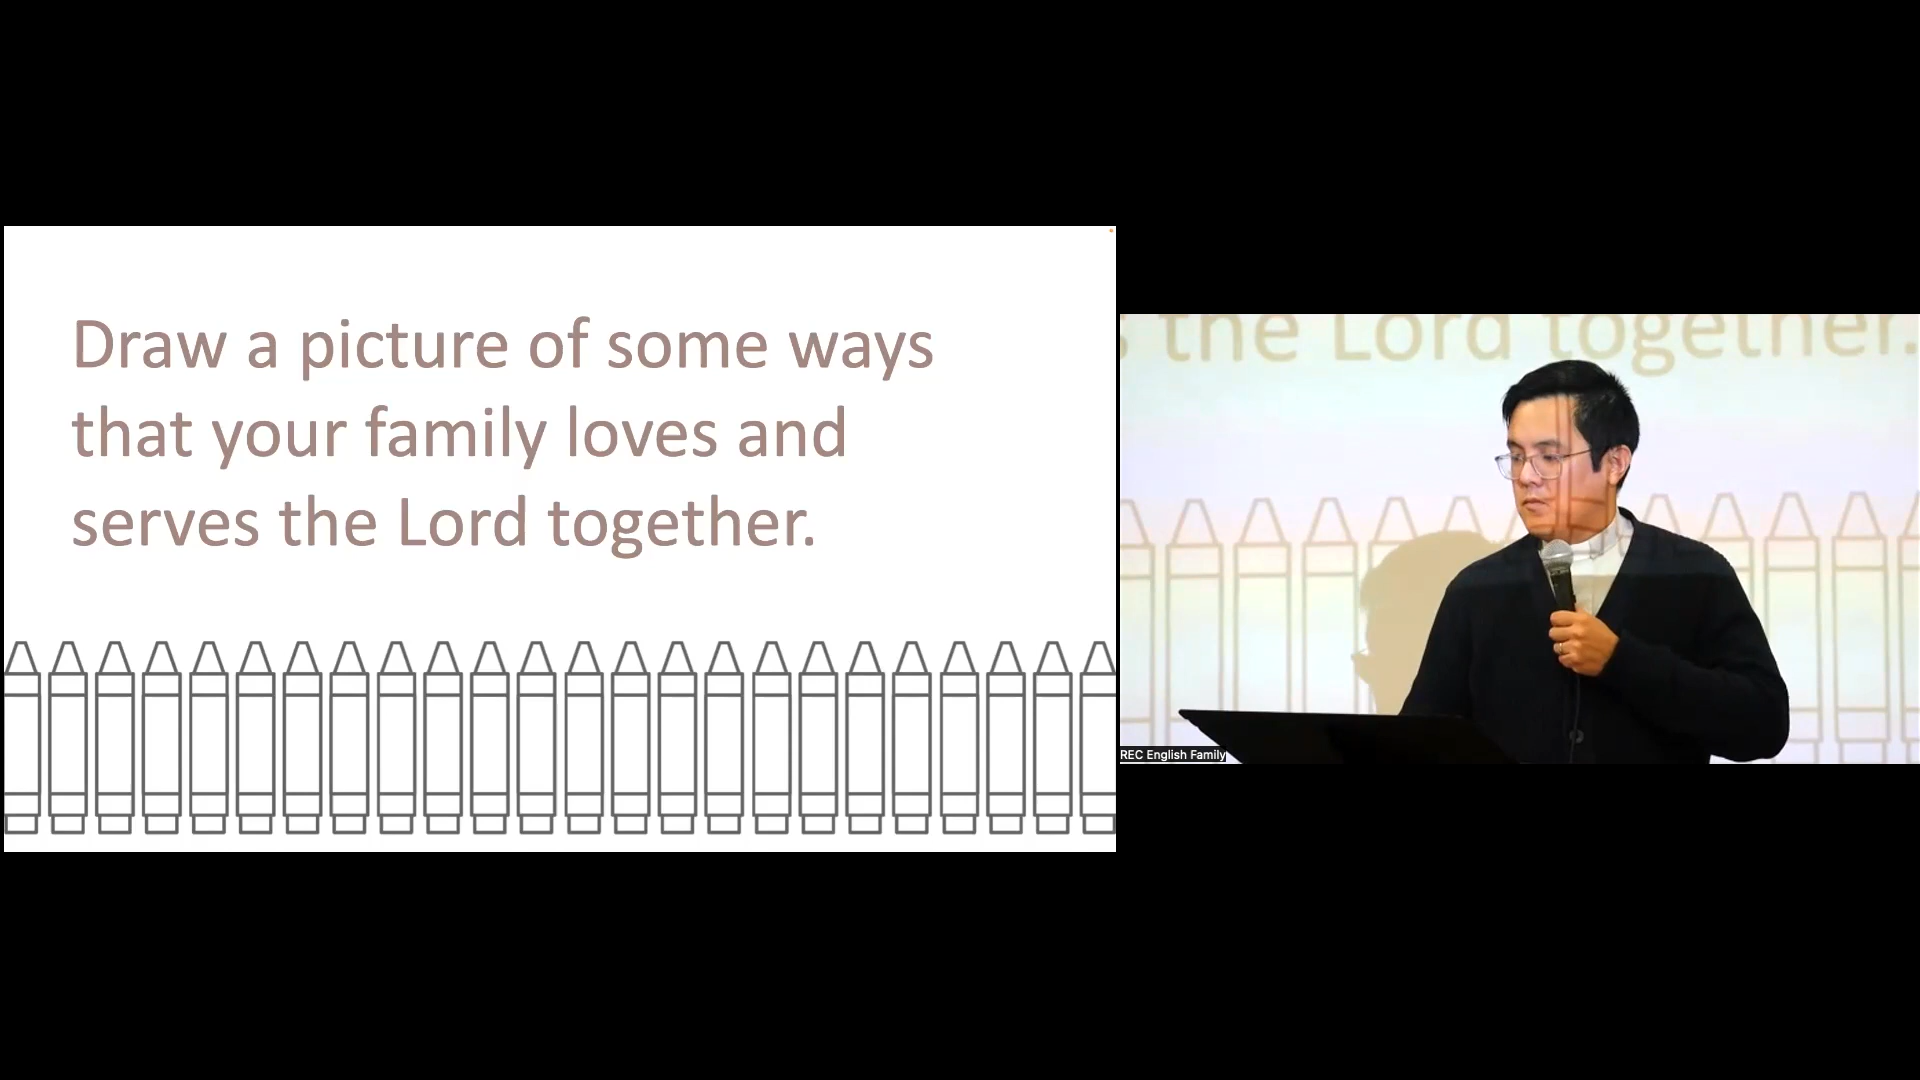 Draw a picture of some ways
that your family loves and
serves the Lord together.
s the Lord together.
REC English Family